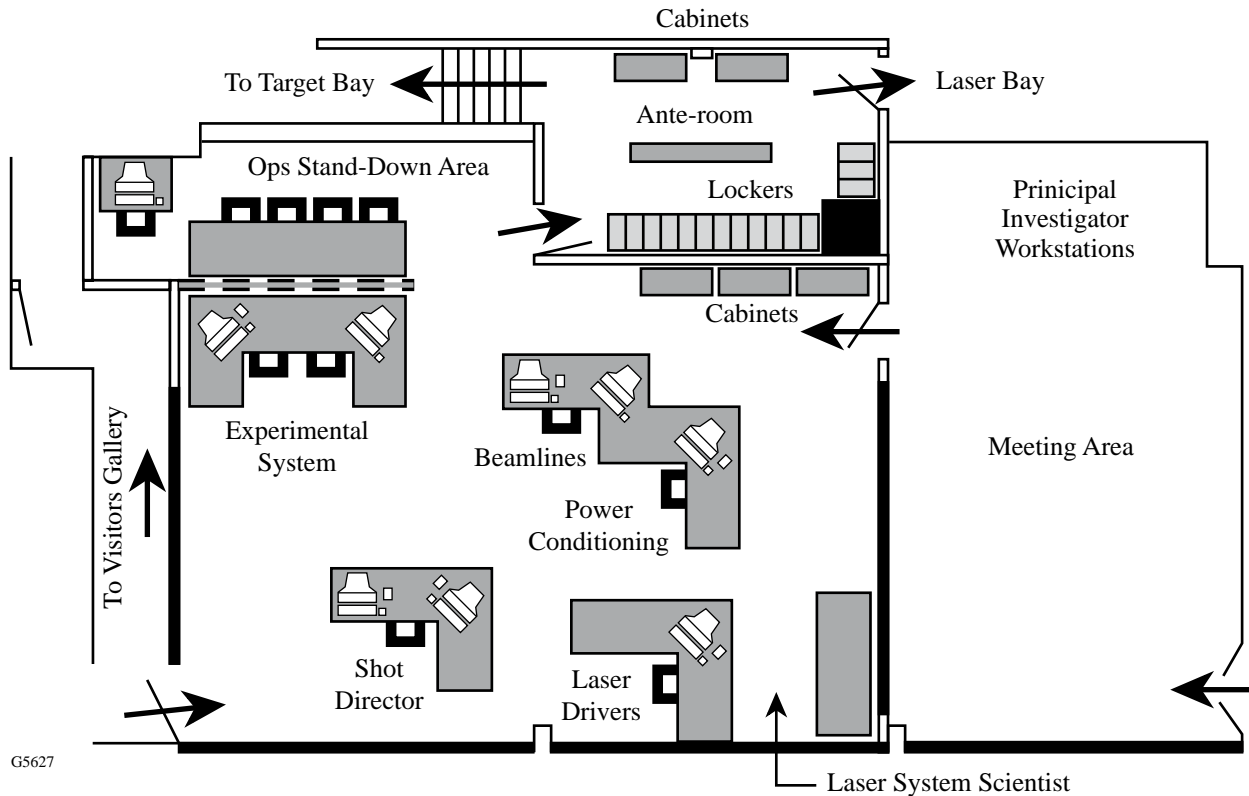 Cabinets
To Target Bay
Laser Bay
Ante-room
Ops Stand-Down Area
Lockers
Prinicipal
Investigator
Workstations
Cabinets
Experimental
System
Beamlines
Meeting Area
To Visitors Gallery
Power
Conditioning
Shot
Director
Laser
Drivers
G5627
Laser System Scientist